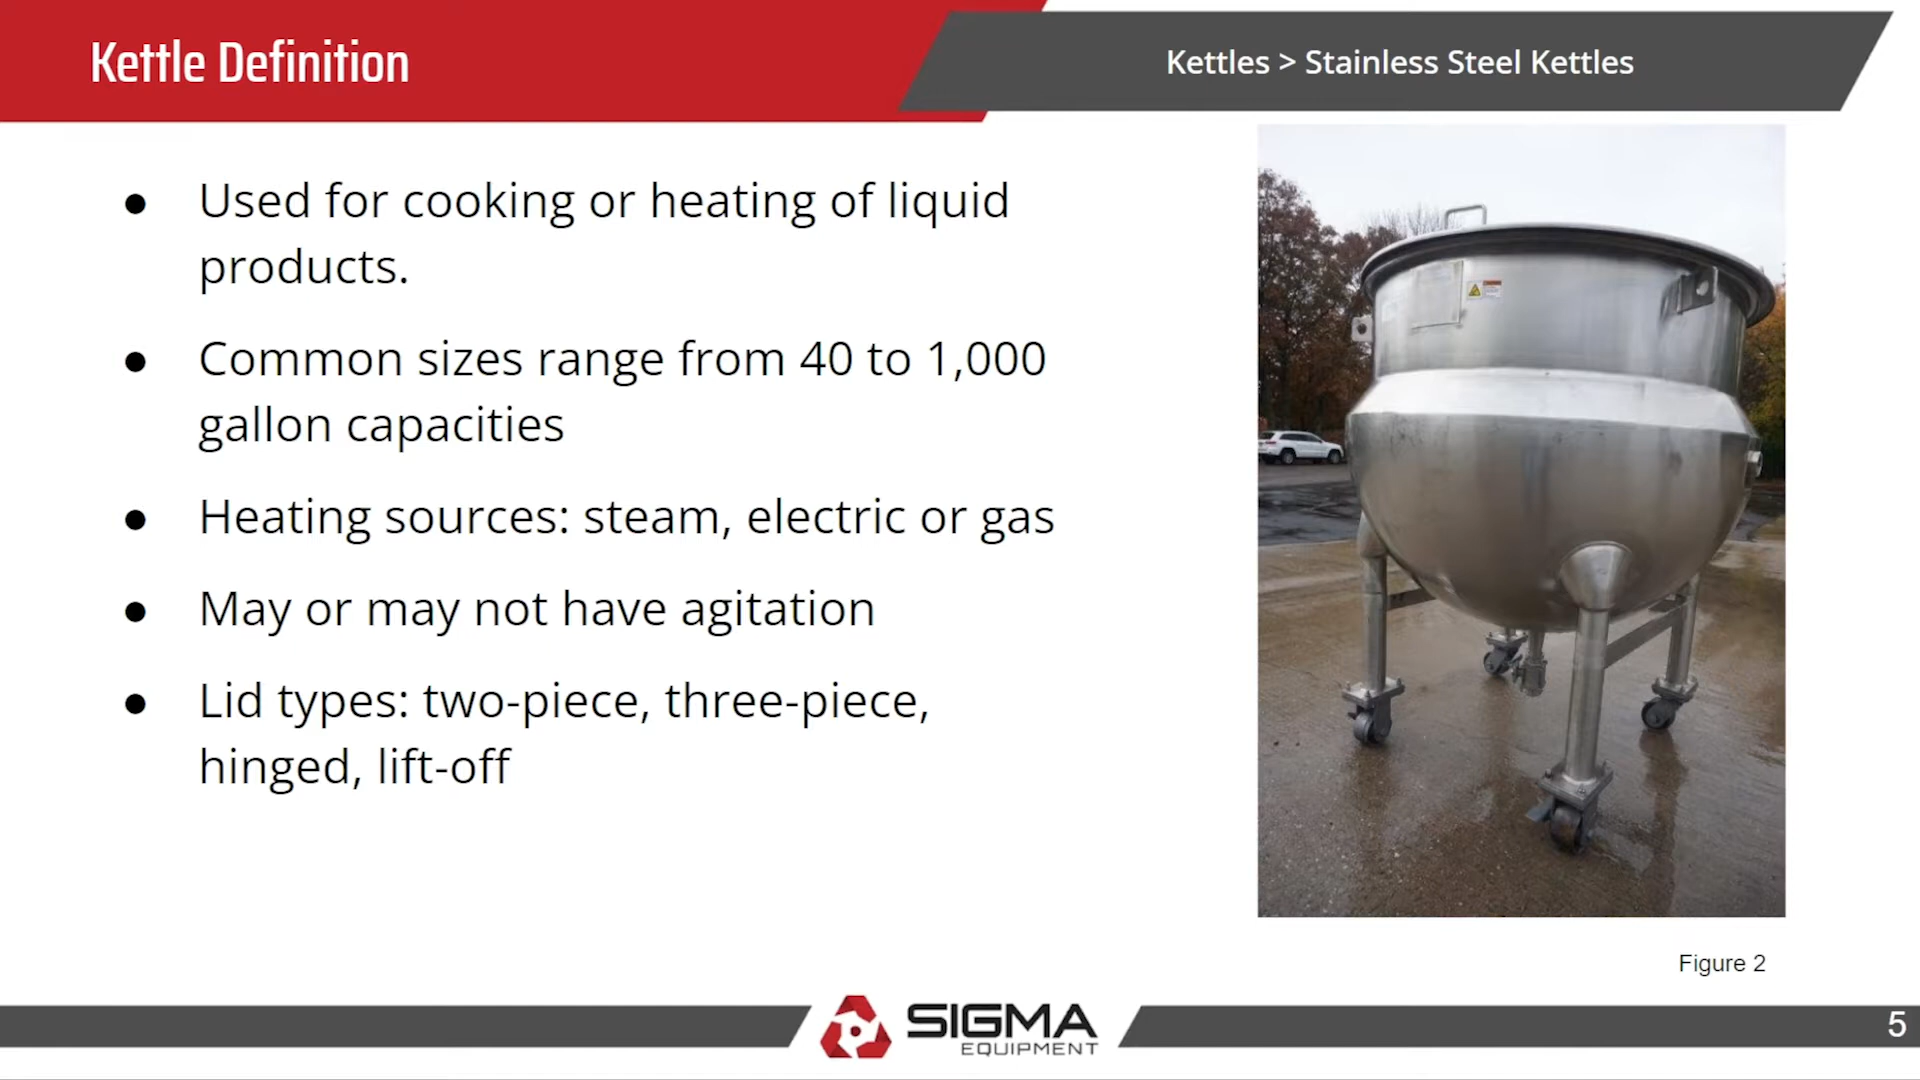 Kettle Definition
Kettles > Stainless Steel Kettles
● Used for cooking or heating of liquid
products.
● Common sizes range from 40 to 1,000
gallon capacities
● Heating sources: steam, electric or gas
● May or may not have agitation
● Lid types: two-piece, three-piece,
hinged, lift-off
Figure 2
SIGMA
EQUIPMENT
5